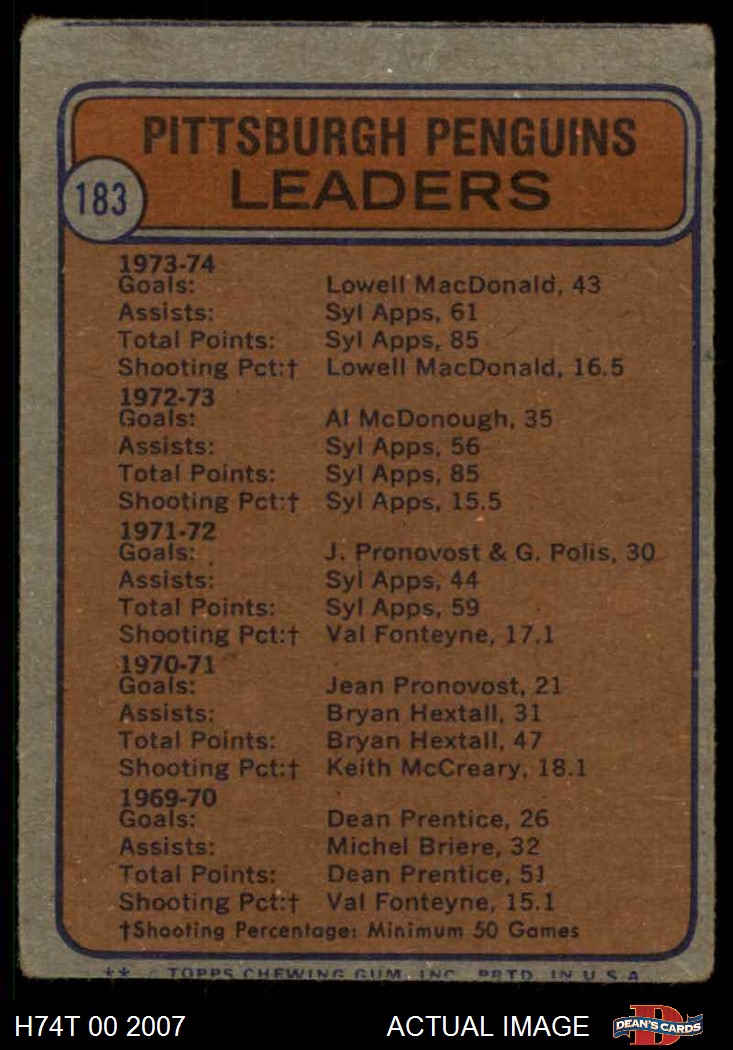 PITTSBURGH PENGUINS
LEADERS
183
1973-74
Goals: Lowell MacDonald, 43
Assists: Syl Apps, 61
Total Points: Syl Apps, 85
Shooting Pct:† Lowell MacDonald, 16.5
1972-73
Goals: Al McDonough, 35
Assists: Syl Apps, 56
Total Points: Syl Apps, 85
Shooting Pct:† Syl Apps, 15.5
1971-72
Goals: J. Pronovost & G. Polis, 30
Assists: Syl Apps, 44
Total Points: Syl Apps, 59
Shooting Pct:† Val Fonteyne, 17.1
1970-71
Goals: Jean Pronovost, 21
Assists: Bryan Hextall, 31
Total Points: Bryan Hextall, 47
Shooting Pct:† Keith McCreary, 18.1
1969-70
Goals: Dean Prentice, 26
Assists: Michel Briere, 32
Total Points: Dean Prentice, 51
Shooting Pct:† Val Fonteyne, 15.1
†Shooting Percentage: Minimum 50 Games
** TOPPS CHEWING GUM, INC. PRTD. IN U.S.A.
H74T 00 2007 ACTUAL IMAGE DEAN'S CARDS